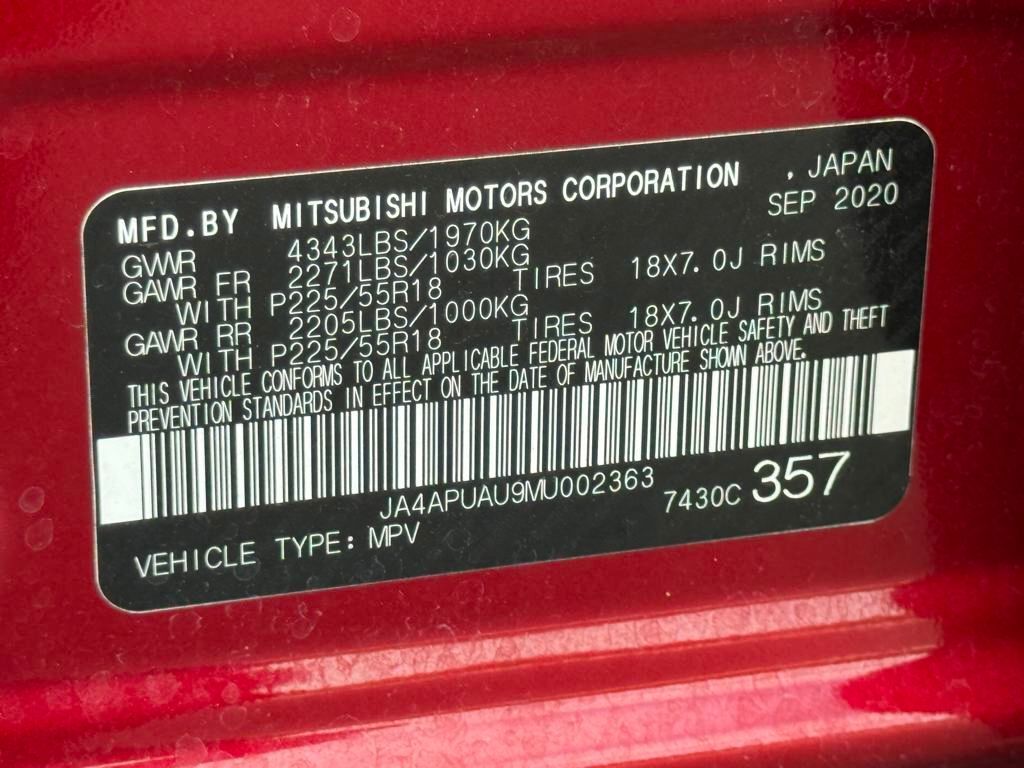 MFD.BY MITSUBISHI MOTORS CORPORATION . JAPAN
GVWR 4343LBS/1970KG SEP 2020
GAWR FR 2271LBS/1030KG
WITH P225/55R18 TIRES 18X7.0J RIMS
GAWR RR 2205LBS/1000KG
WITH P225/55R18 TIRES 18X7.0J RIMS
THIS VEHICLE CONFORMS TO ALL APPLICABLE FEDERAL MOTOR VEHICLE SAFETY AND THEFT
PREVENTION STANDARDS IN EFFECT ON THE DATE OF MANUFACTURE SHOWN ABOVE.
JA4APUAU9MU002363 7430C 357
VEHICLE TYPE: MPV